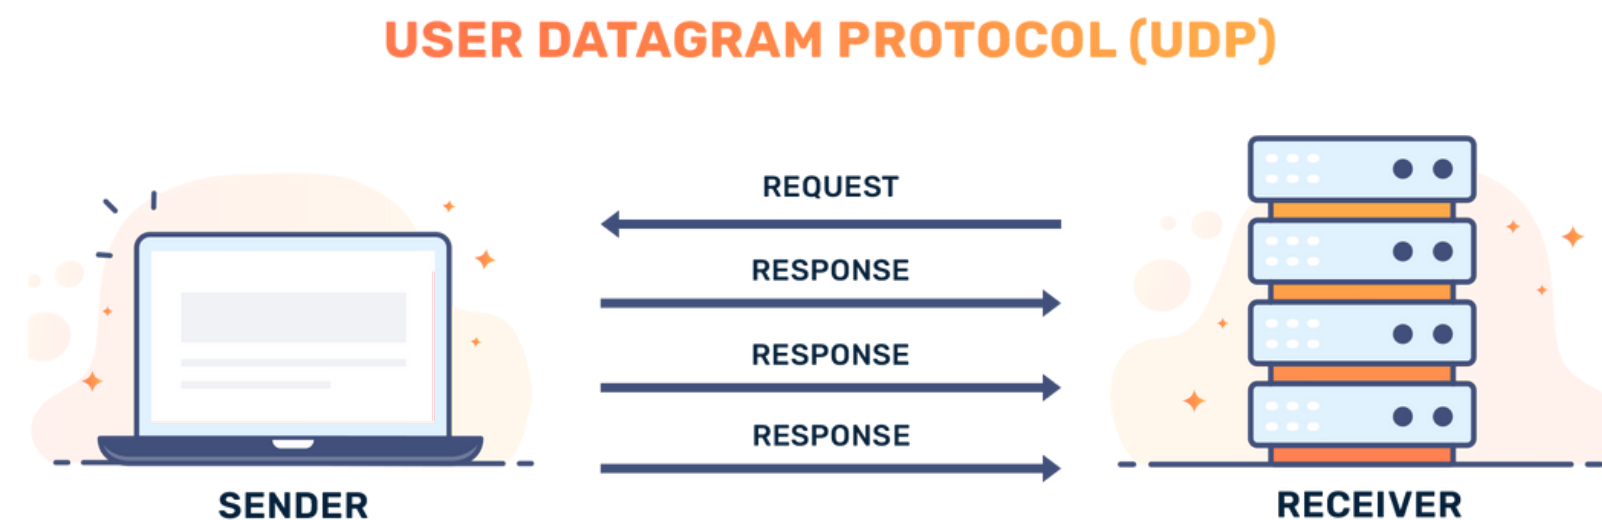 USER DATAGRAM PROTOCOL (UDP)
REQUEST
RESPONSE
RESPONSE
RESPONSE
SENDER
RECEIVER